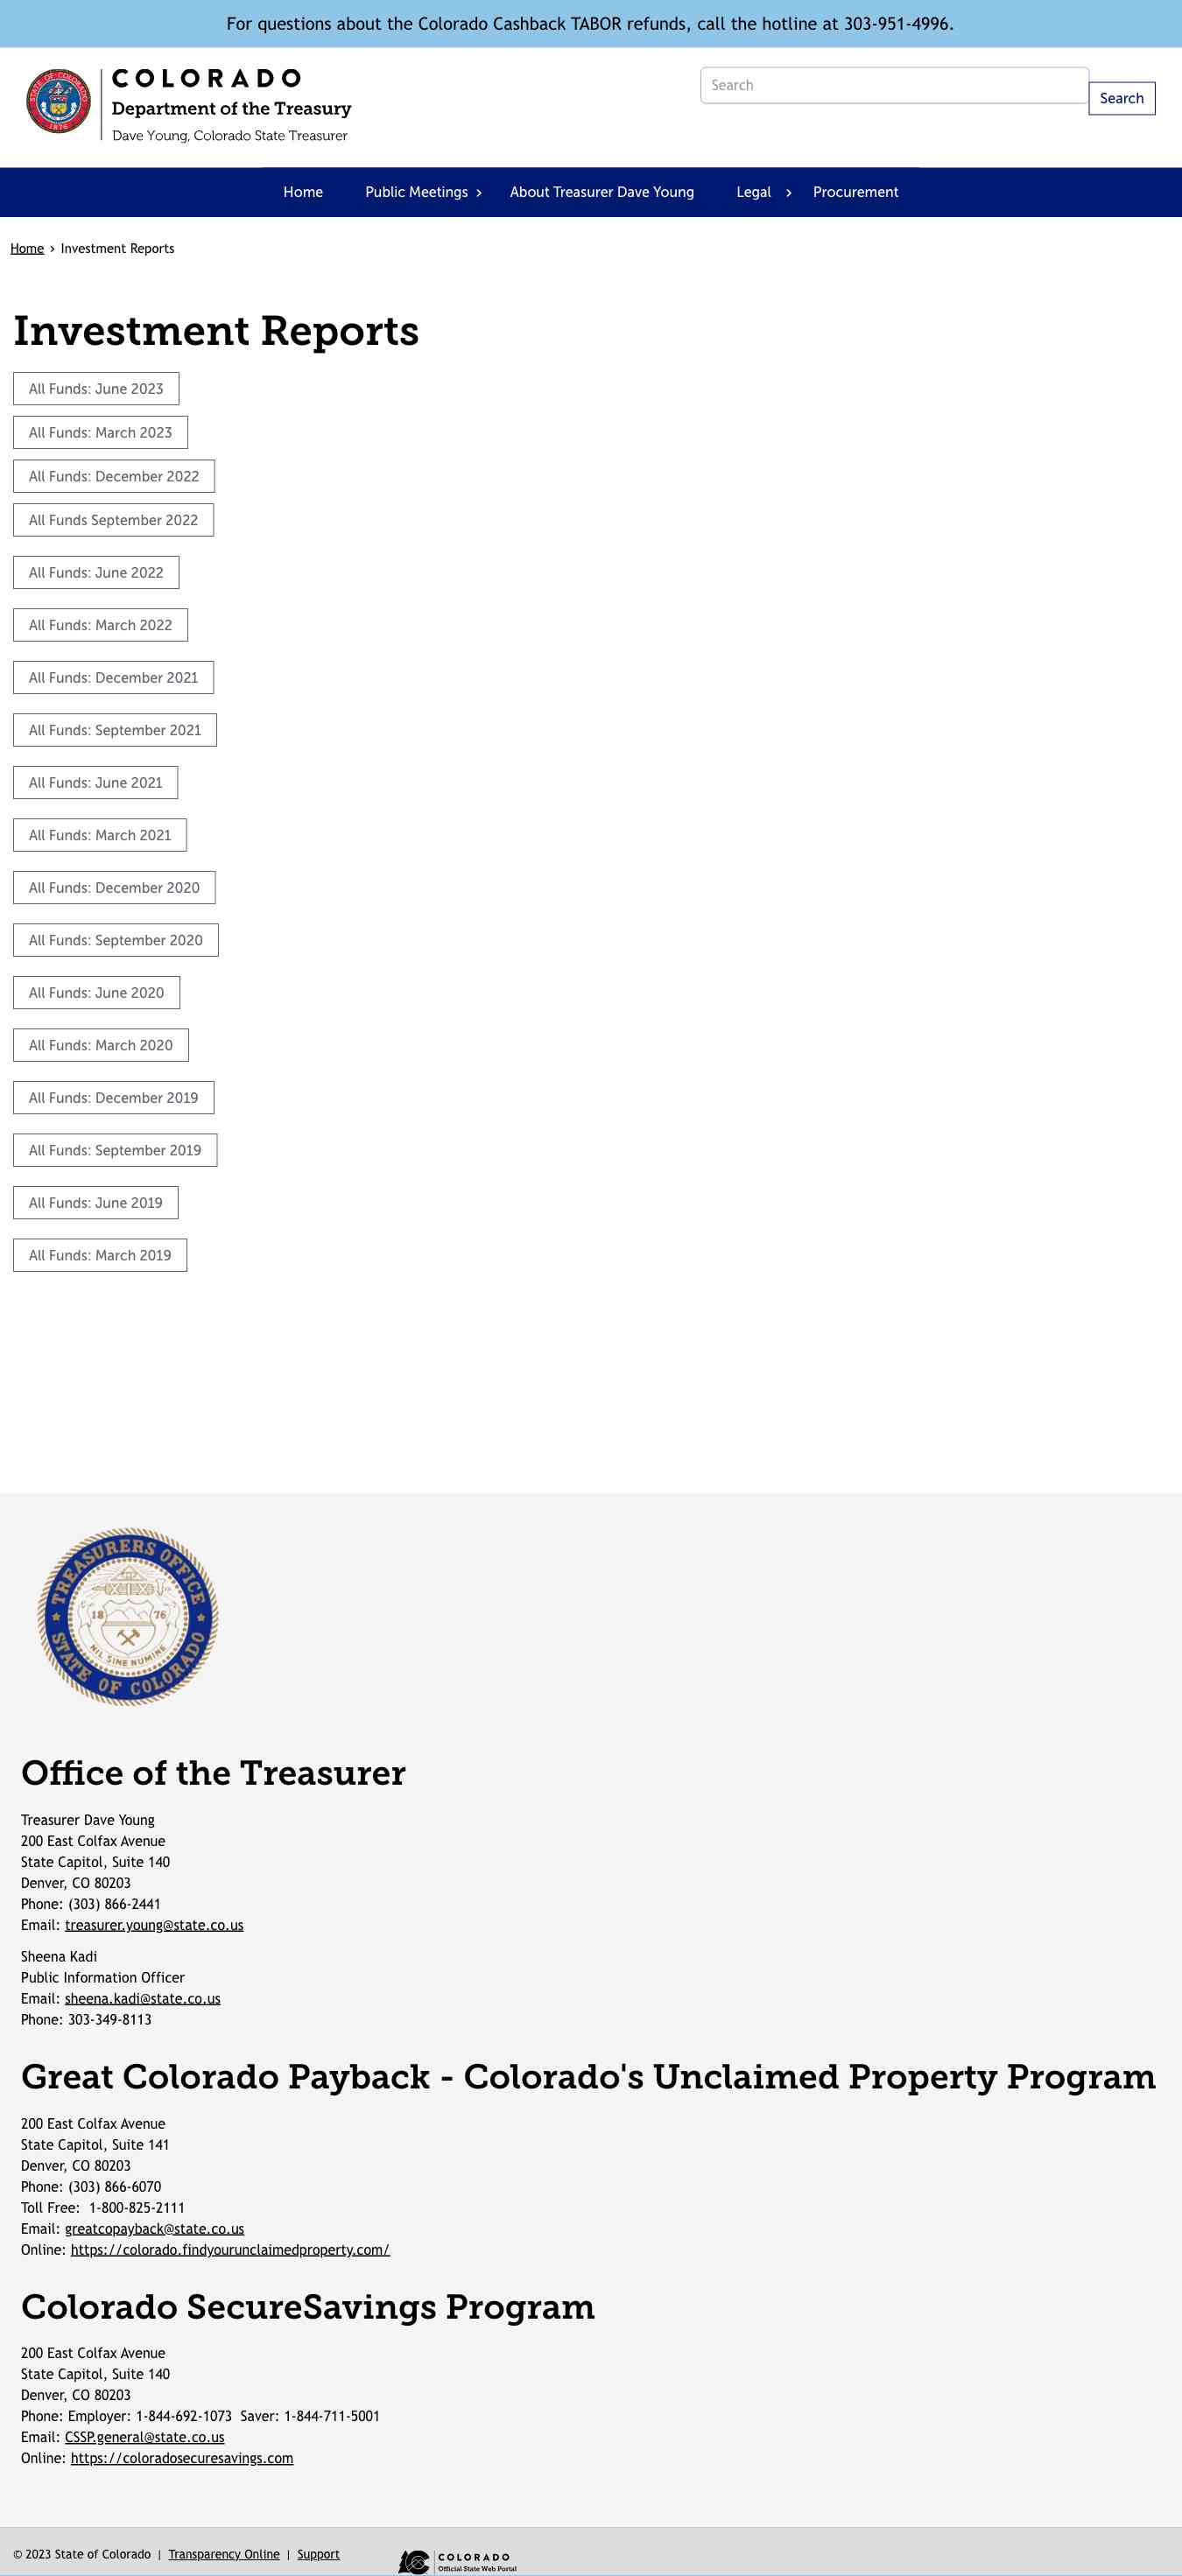 For questions about the Colorado Cashback TABOR refunds, call the hotline at 303-951-4996.
STATE OF COLORADO
1876
COLORADO
Department of the Treasury
Dave Young, Colorado State Treasurer
Search
Search
Home Public Meetings › About Treasurer Dave Young Legal › Procurement
Home › Investment Reports
Investment Reports
All Funds: June 2023
All Funds: March 2023
All Funds: December 2022
All Funds September 2022
All Funds: June 2022
All Funds: March 2022
All Funds: December 2021
All Funds: September 2021
All Funds: June 2021
All Funds: March 2021
All Funds: December 2020
All Funds: September 2020
All Funds: June 2020
All Funds: March 2020
All Funds: December 2019
All Funds: September 2019
All Funds: June 2019
All Funds: March 2019
TREASURERS OFFICE
18 76
NIL SINE NUMINE
STATE OF COLORADO
Office of the Treasurer
Treasurer Dave Young
200 East Colfax Avenue
State Capitol, Suite 140
Denver, CO 80203
Phone: (303) 866-2441
Email: treasurer.young@state.co.us
Sheena Kadi
Public Information Officer
Email: sheena.kadi@state.co.us
Phone: 303-349-8113
Great Colorado Payback - Colorado's Unclaimed Property Program
200 East Colfax Avenue
State Capitol, Suite 141
Denver, CO 80203
Phone: (303) 866-6070
Toll Free: 1-800-825-2111
Email: greatcopayback@state.co.us
Online: https://colorado.findyourunclaimedproperty.com/
Colorado SecureSavings Program
200 East Colfax Avenue
State Capitol, Suite 140
Denver, CO 80203
Phone: Employer: 1-844-692-1073 Saver: 1-844-711-5001
Email: CSSP.general@state.co.us
Online: https://coloradosecuresavings.com
© 2023 State of Colorado | Transparency Online | Support
COLORADO
Official State Web Portal